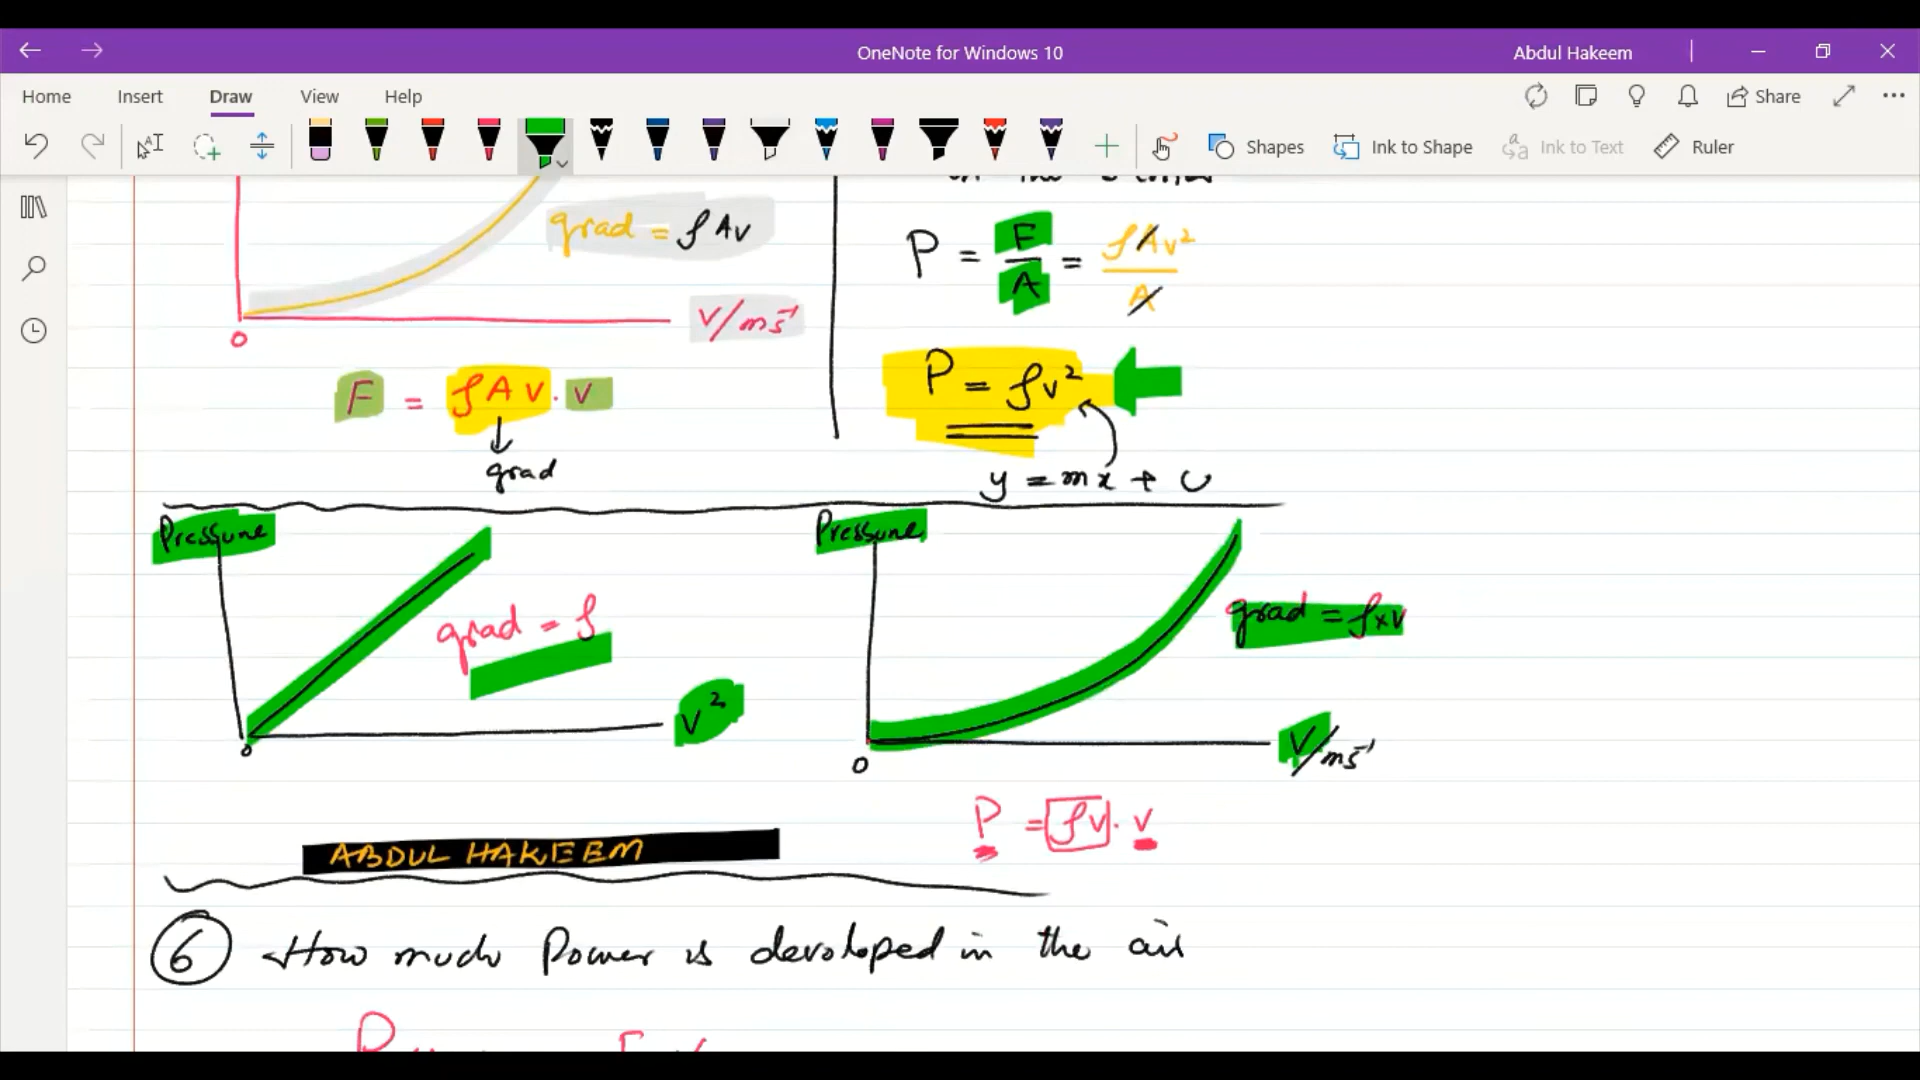 OneNote for Windows 10
Abdul Hakeem
Home Insert Draw View Help
Share
Shapes Ink to Shape Ink to Text Ruler
grad = ρAv
V/ms⁻¹
0
F = ρAv . v
grad
P = F/A = ρAv²/A
P = ρv²
y = mx + c
Pressure
grad = ρ
V²
0
Pressure
grad = ρxv
V/ms⁻¹
0
P = ρv . v
ABDUL HAKEEM
6 How much Power is developed in the air